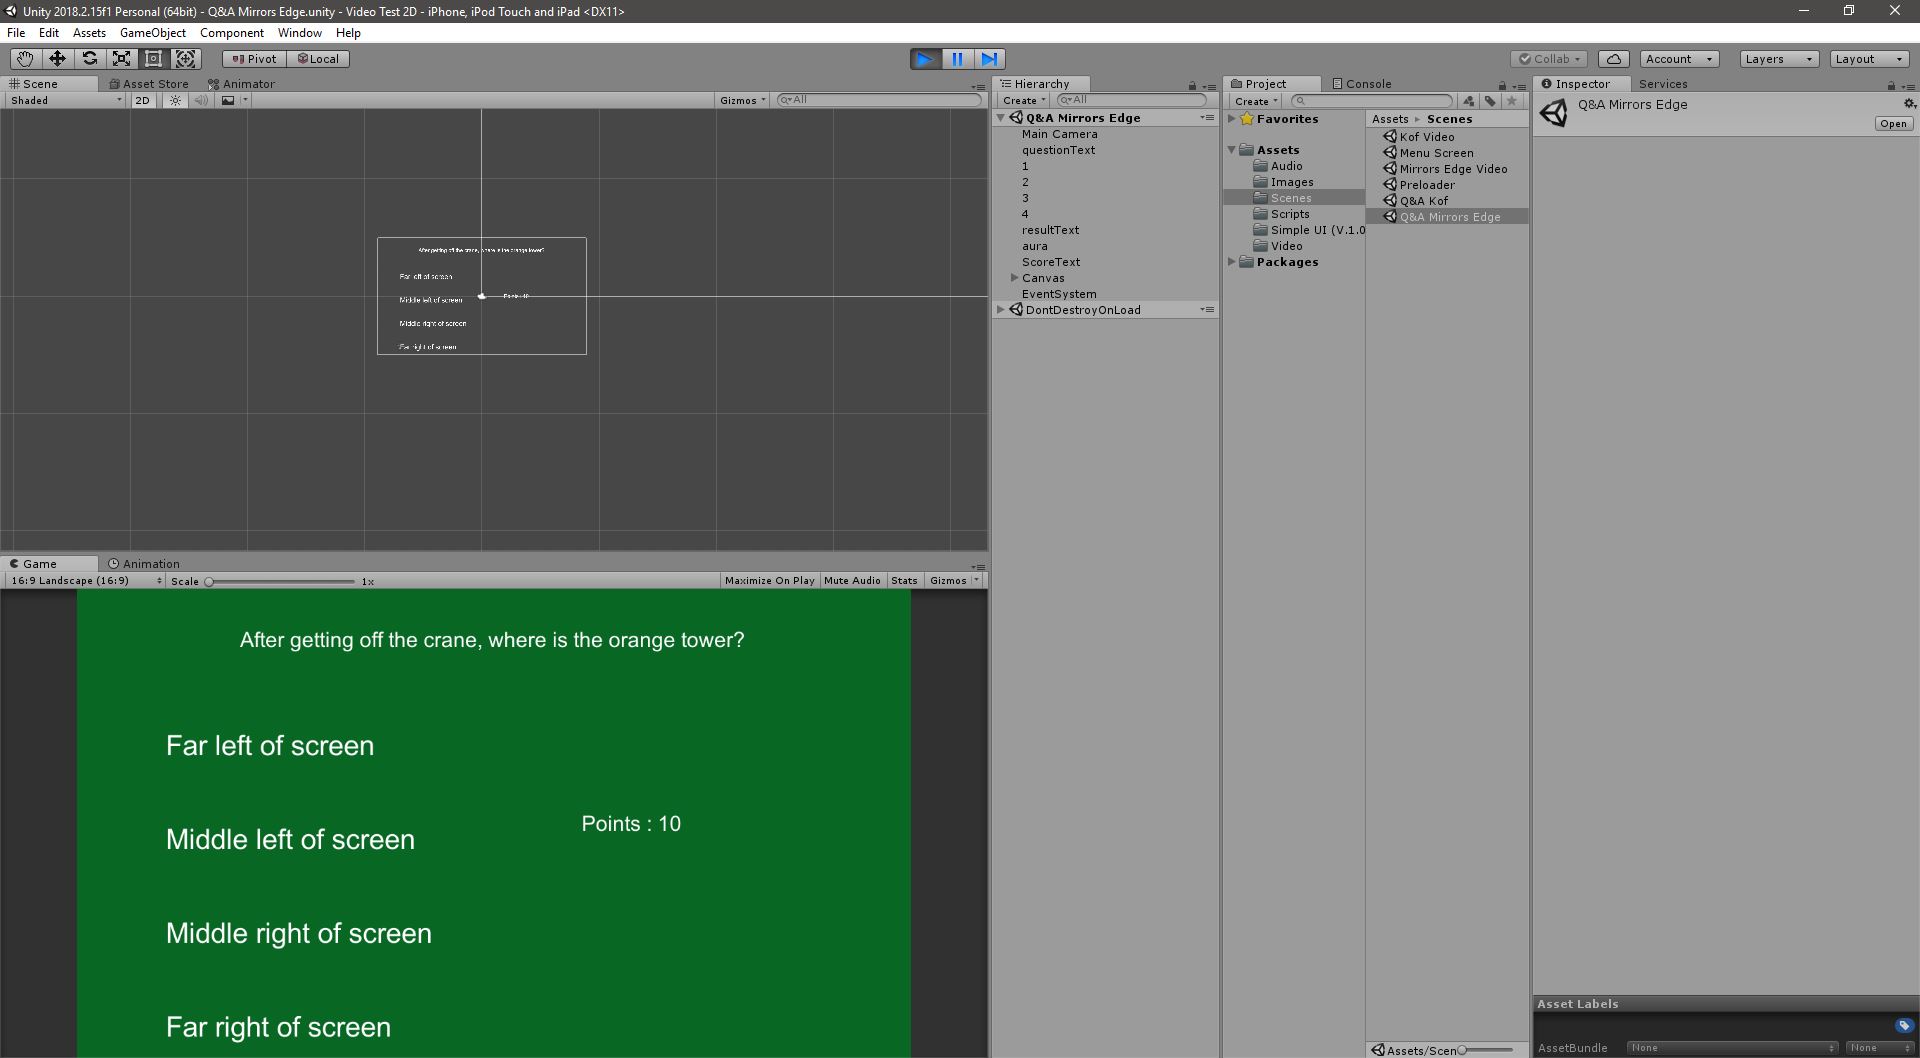 Unity 2018.2.15f1 Personal (64bit) - Q&A Mirrors Edge.unity - Video Test 2D - iPhone, iPod Touch and iPad <DX11>
File Edit Assets GameObject Component Window Help
Pivot Local Collab Account Layers Layout
Scene Asset Store Animator
Shaded 2D Gizmos All
After getting off the crane, where is the orange tower?
Far left of screen
Middle left of screen
Points : 10
Middle right of screen
Far right of screen
Game Animation
16:9 Landscape (16:9) Scale 1x Maximize On Play Mute Audio Stats Gizmos
After getting off the crane, where is the orange tower?
Far left of screen
Points : 10
Middle left of screen
Middle right of screen
Far right of screen
Hierarchy
Create All
Q&A Mirrors Edge
Main Camera
questionText
1
2
3
4
resultText
aura
ScoreText
Canvas
EventSystem
DontDestroyOnLoad
Project Console
Create
Favorites
Assets
Audio
Images
Scenes
Scripts
Simple UI (V.1.0
Video
Packages
Assets Scenes
Kof Video
Menu Screen
Mirrors Edge Video
Preloader
Q&A Kof
Q&A Mirrors Edge
Assets/Scen
Inspector Services
Q&A Mirrors Edge
Open
Asset Labels
AssetBundle None None